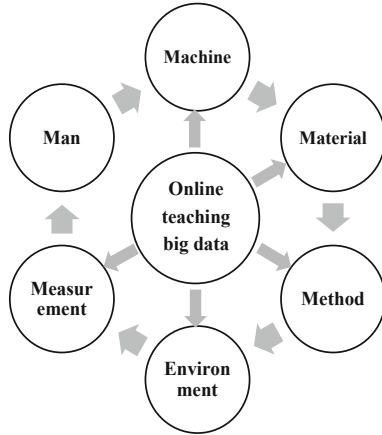 Machine
Man
Material
Online
teaching
big data
Measur
ement
Method
Environ
ment